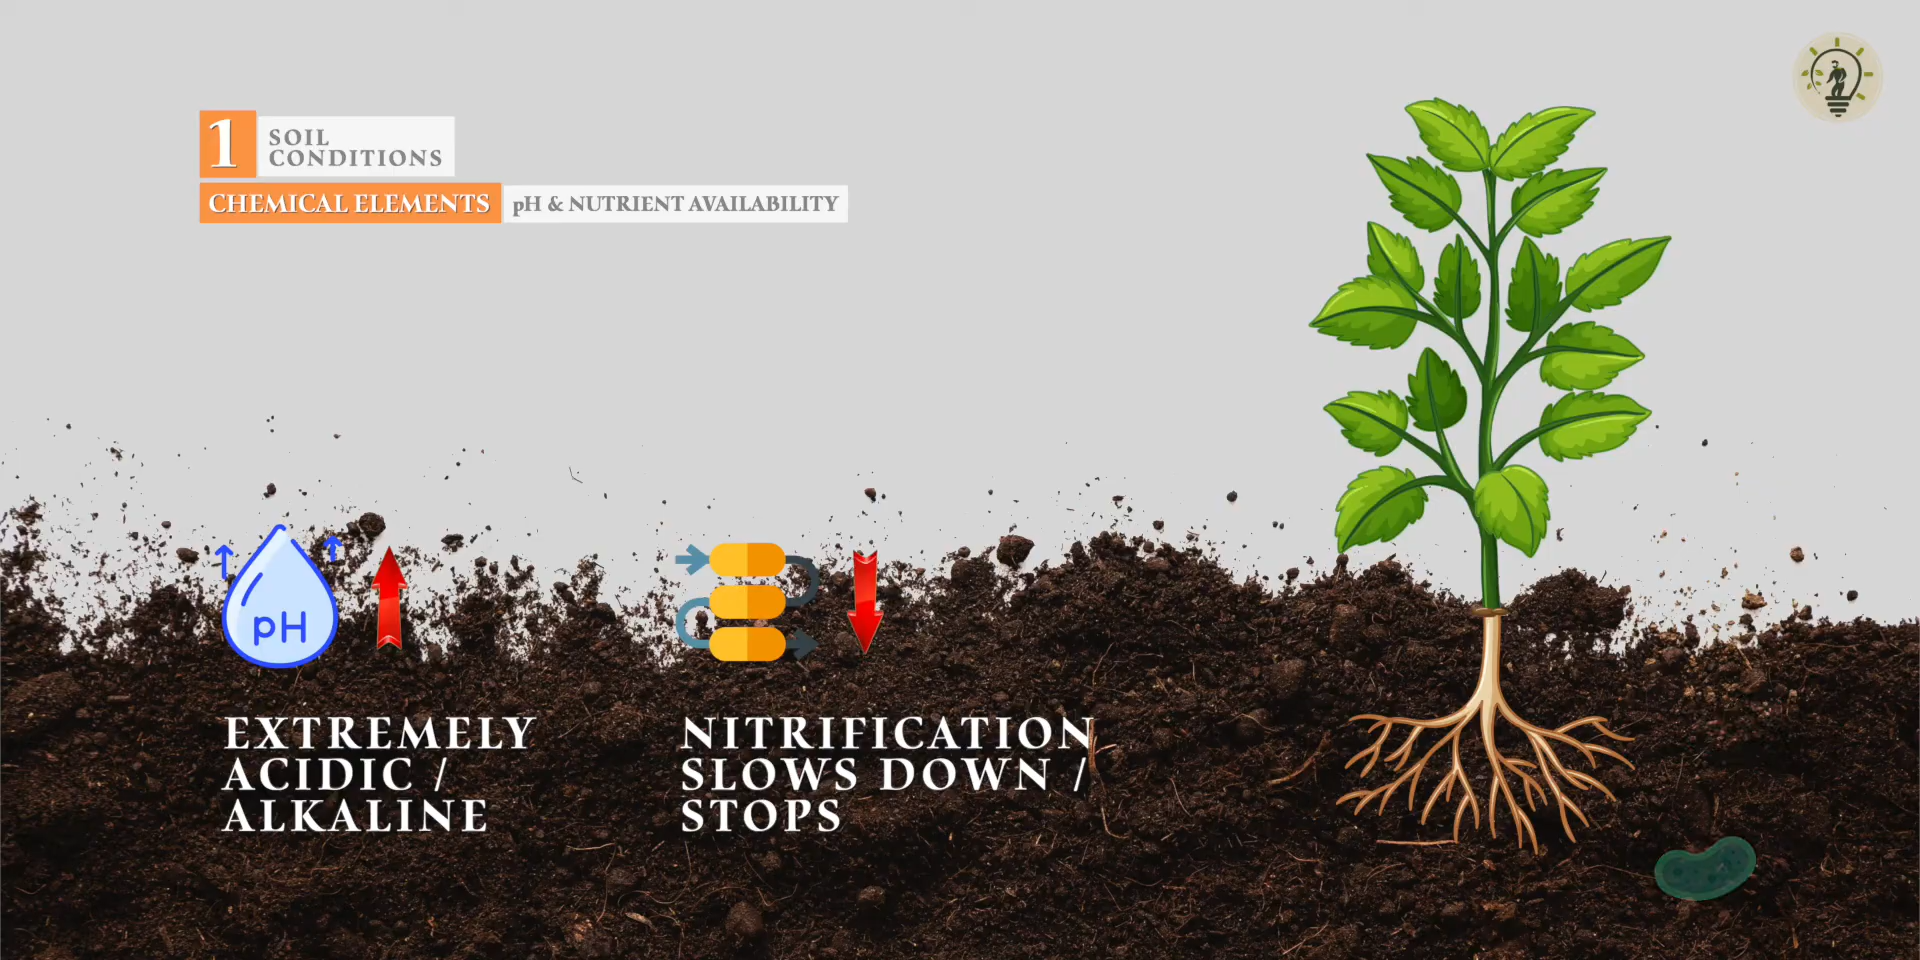 1
SOIL
CONDITIONS
CHEMICAL ELEMENTS
pH & NUTRIENT AVAILABILITY
pH
EXTREMELY
ACIDIC /
ALKALINE
NITRIFICATION
SLOWS DOWN /
STOPS